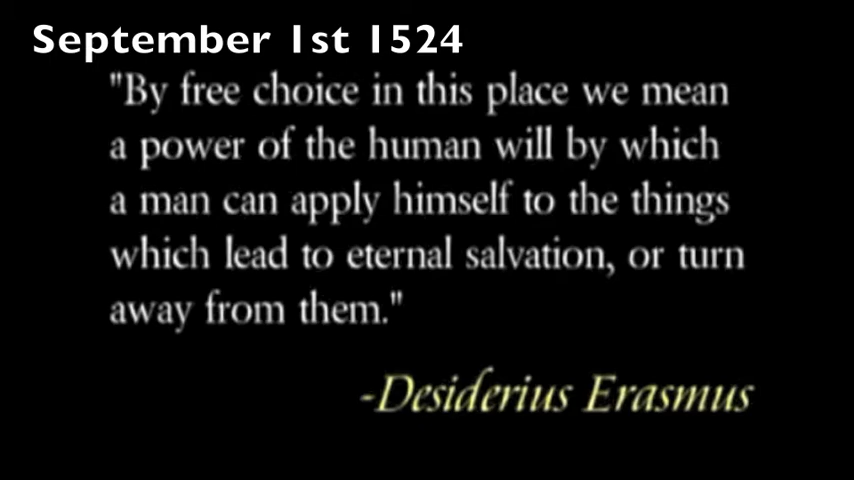 September 1st 1524
"By free choice in this place we mean
a power of the human will by which
a man can apply himself to the things
which lead to eternal salvation, or turn
away from them."
-Desiderius Erasmus